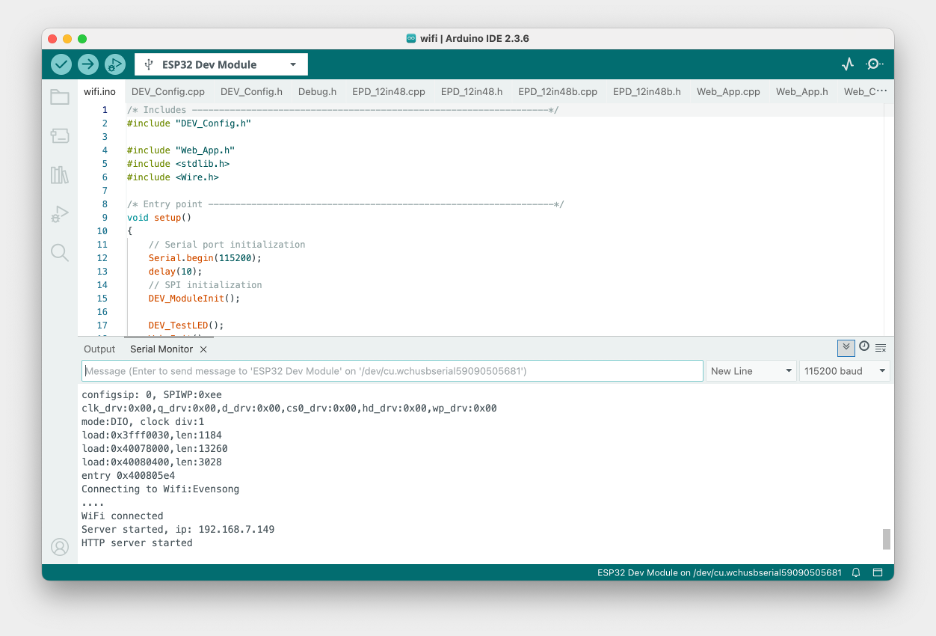 wifi | Arduino IDE 2.3.6
ESP32 Dev Module
wifi.ino DEV_Config.cpp DEV_Config.h Debug.h EPD_12in48.cpp EPD_12in48.h EPD_12in48b.cpp EPD_12in48b.h Web_App.cpp Web_App.h Web_C···
1 /* Includes ------------------------------------------------------------------*/
2 #include "DEV_Config.h"
3
4 #include "Web_App.h"
5 #include <stdlib.h>
6 #include <Wire.h>
7
8 /* Entry point ----------------------------------------------------------------*/
9 void setup()
10 {
11 // Serial port initialization
12 Serial.begin(115200);
13 delay(10);
14 // SPI initialization
15 DEV_ModuleInit();
16
17 DEV_TestLED();
Output Serial Monitor
Message (Enter to send message to 'ESP32 Dev Module' on '/dev/cu.wchusbserial59090505681') New Line 115200 baud
configsip: 0, SPIWP:0xee
clk_drv:0x00,q_drv:0x00,d_drv:0x00,cs0_drv:0x00,hd_drv:0x00,wp_drv:0x00
mode:DIO, clock div:1
load:0x3fff0030,len:1184
load:0x40078000,len:13260
load:0x40080400,len:3028
entry 0x400805e4
Connecting to Wifi:Evensong
....
WiFi connected
Server started, ip: 192.168.7.149
HTTP server started
ESP32 Dev Module on /dev/cu.wchusbserial59090505681